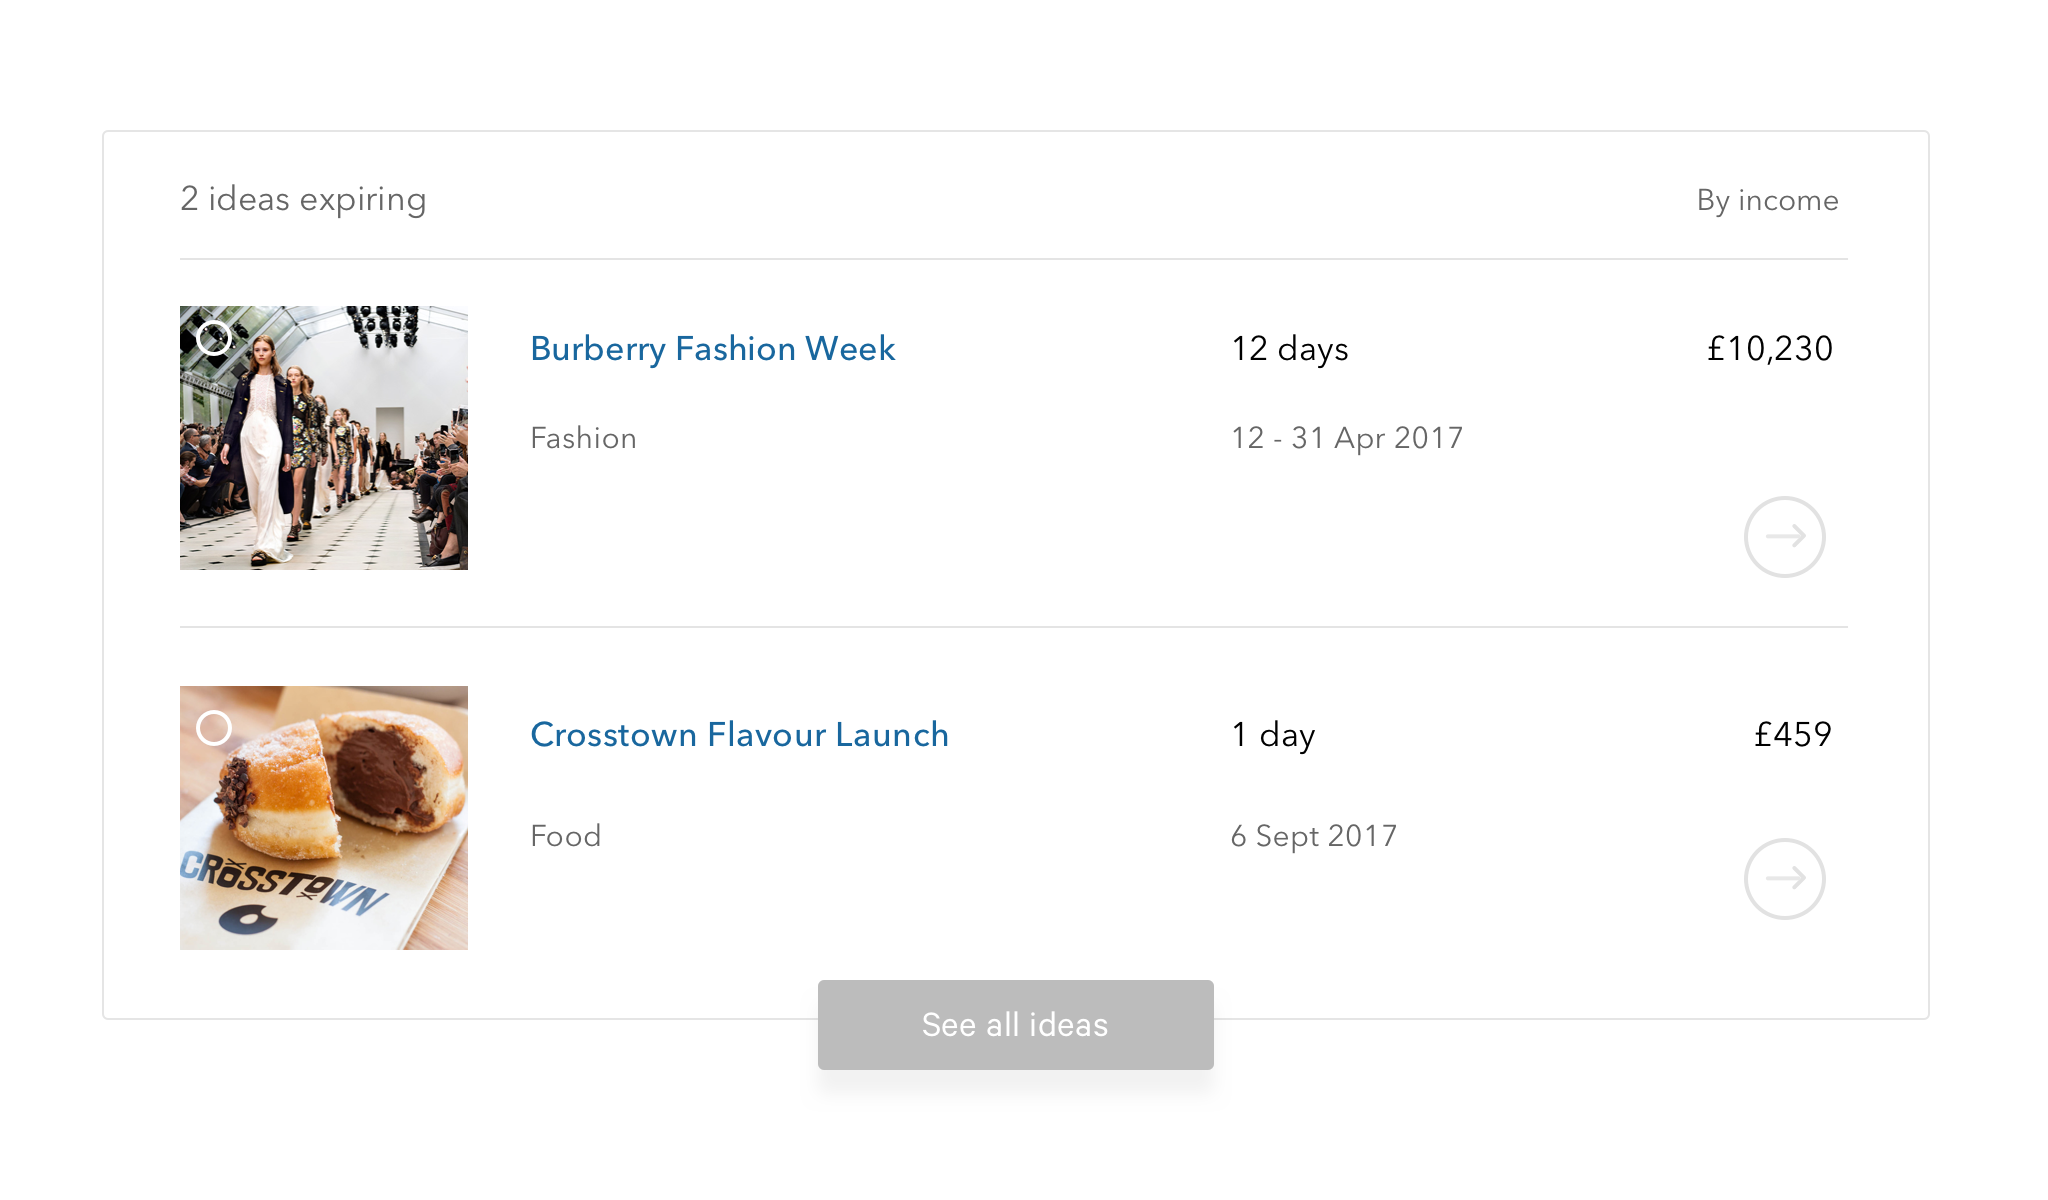 2 ideas expiring
By income
Burberry Fashion Week
12 days
£10,230
Fashion
12 - 31 Apr 2017
Crosstown Flavour Launch
1 day
£459
Food
6 Sept 2017
CROSSTOWN
See all ideas